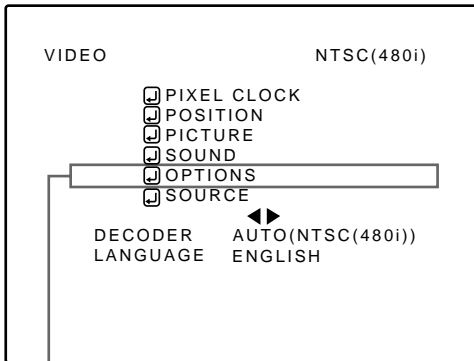 VIDEO NTSC(480i)
PIXEL CLOCK
POSITION
PICTURE
SOUND
OPTIONS
SOURCE
DECODER AUTO(NTSC(480i))
LANGUAGE ENGLISH